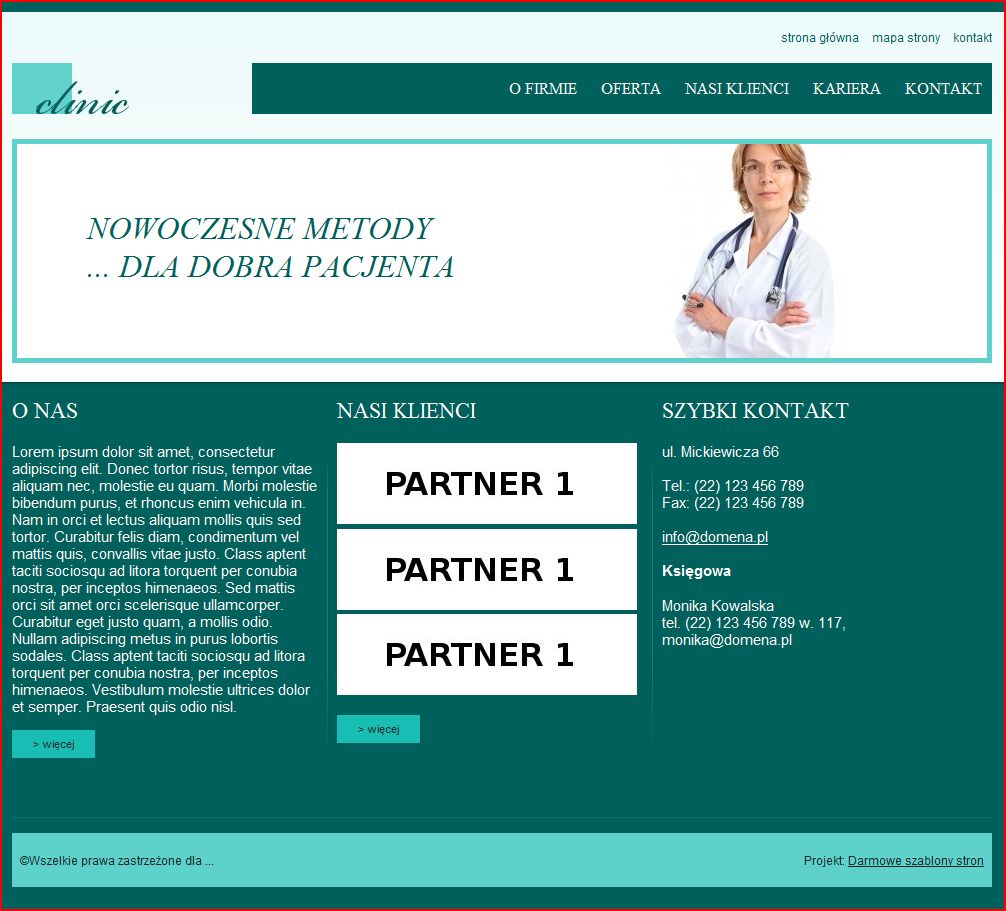 strona główna mapa strony kontakt
clinic
O FIRMIE OFERTA NASI KLIENCI KARIERA KONTAKT
NOWOCZESNE METODY
... DLA DOBRA PACJENTA
O NAS
Lorem ipsum dolor sit amet, consectetur
adipiscing elit. Donec tortor risus, tempor vitae
aliquam nec, molestie eu quam. Morbi molestie
bibendum purus, et rhoncus enim vehicula in.
Nam in orci et lectus aliquam mollis quis sed
tortor. Curabitur felis diam, condimentum vel
mattis quis, convallis vitae justo. Class aptent
taciti sociosqu ad litora torquent per conubia
nostra, per inceptos himenaeos. Sed mattis
orci sit amet orci scelerisque ullamcorper.
Curabitur eget justo quam, a mollis odio.
Nullam adipiscing metus in purus lobortis
sodales. Class aptent taciti sociosqu ad litora
torquent per conubia nostra, per inceptos
himenaeos. Vestibulum molestie ultrices dolor
et semper. Praesent quis odio nisl.
> więcej
NASI KLIENCI
PARTNER 1
PARTNER 1
PARTNER 1
> więcej
SZYBKI KONTAKT
ul. Mickiewicza 66
Tel.: (22) 123 456 789
Fax: (22) 123 456 789
info@domena.pl
Księgowa
Monika Kowalska
tel. (22) 123 456 789 w. 117,
monika@domena.pl
©Wszelkie prawa zastrzeżone dla ...
Projekt: Darmowe szablony stron